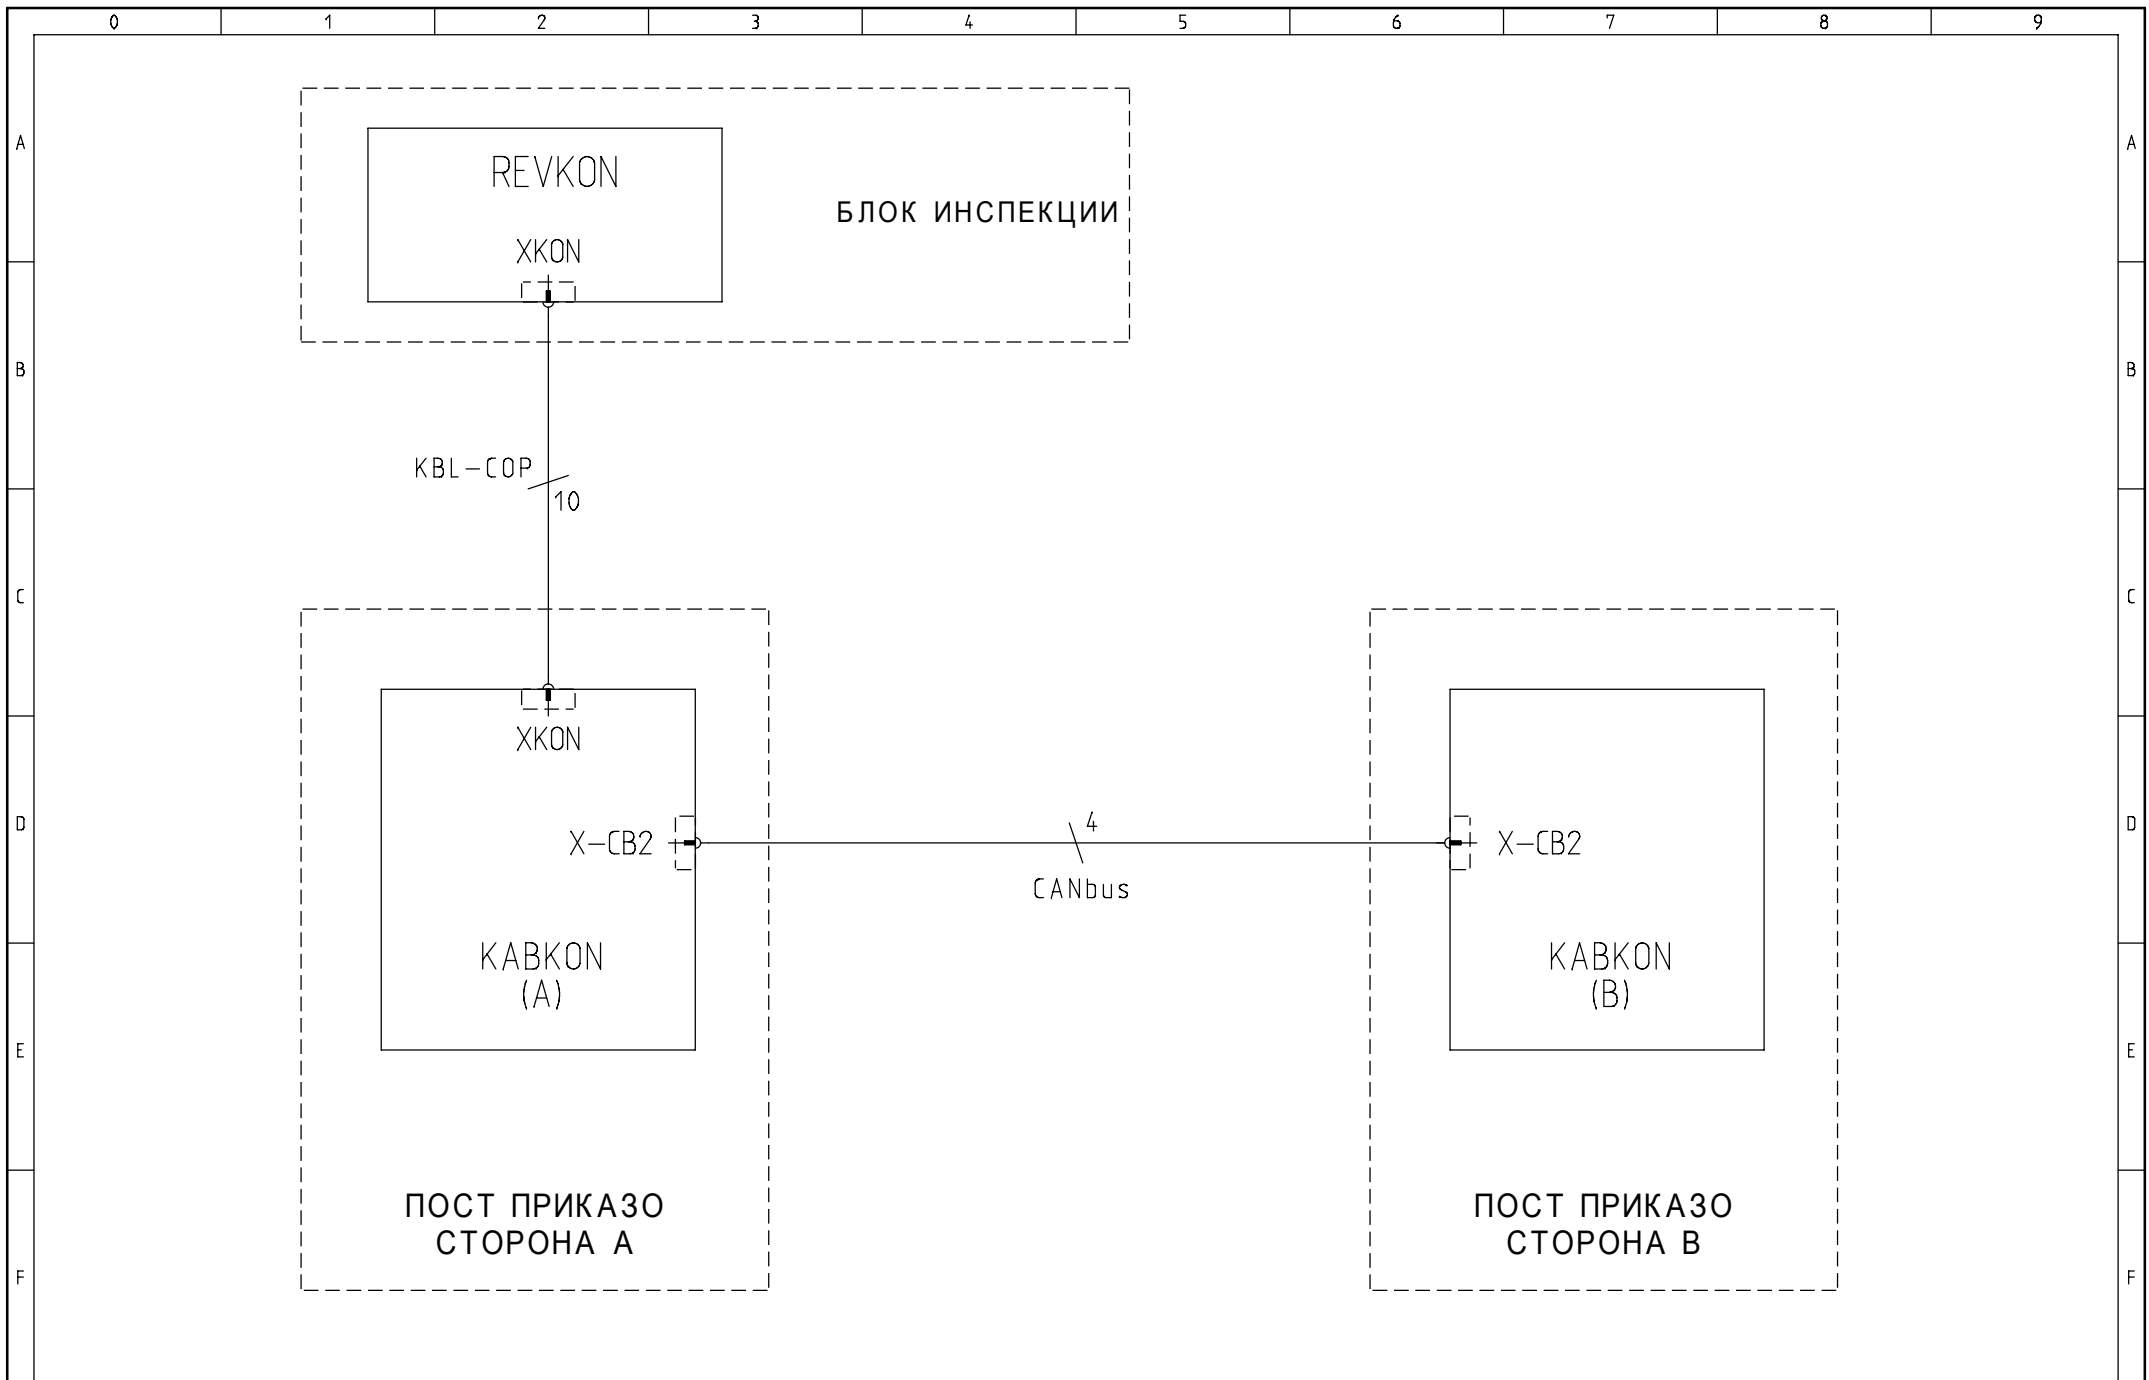 0 1 2 3 4 5 6 7 8 9
A A
REVKON
БЛОК ИНСПЕКЦИИ
XKON
B B
KBL-COP
10
C C
XKON
4
D D
X-CB2 X-CB2
CANbus
KABKON KABKON
(A) (B)
E E
ПОСТ ПРИКАЗО ПОСТ ПРИКАЗО
СТОРОНА А СТОРОНА В
F F